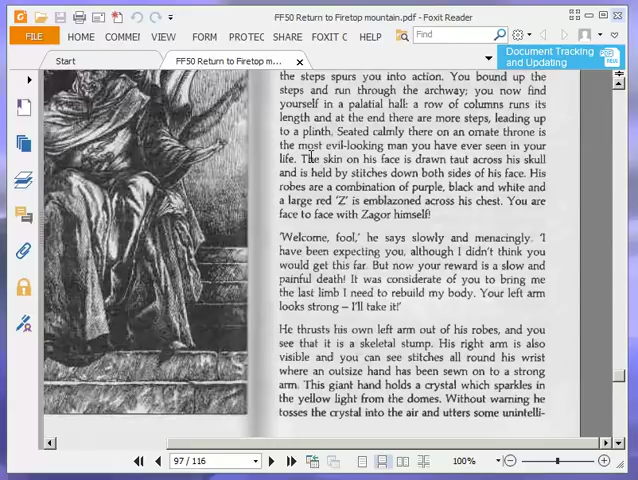 FF50 Return to Firetop mountain.pdf - Foxit Reader
FILE HOME COMMEI VIEW FORM PROTEC SHARE FOXIT C HELP Find
Start FF50 Return to Firetop m... Document Tracking
and Updating
the steps spurs you into action. You bound up the
steps and run through the archway; you now find
yourself in a palatial hall: a row of columns runs its
length and at the end there are more steps, leading up
to a plinth. Seated calmly there on an ornate throne is
the most evil-looking man you have ever seen in your
life. The skin on his face is drawn taut across his skull
and is held by stitches down both sides of his face. His
robes are a combination of purple, black and white and
a large red 'Z' is emblazoned across his chest. You are
face to face with Zagor himself!
'Welcome, fool,' he says slowly and menacingly. 'I
have been expecting you, although I didn't think you
would get this far. But now your reward is a slow and
painful death! It was considerate of you to bring me
the last limb I need to rebuild my body. Your left arm
looks strong – I'll take it!'
He thrusts his own left arm out of his robes, and you
see that it is a skeletal stump. His right arm is also
visible and you can see stitches all round his wrist
where an outsize hand has been sewn on to a strong
arm. This giant hand holds a crystal which sparkles in
the yellow light from the domes. Without warning he
tosses the crystal into the air and utters some unintelli-
97 / 116 100%